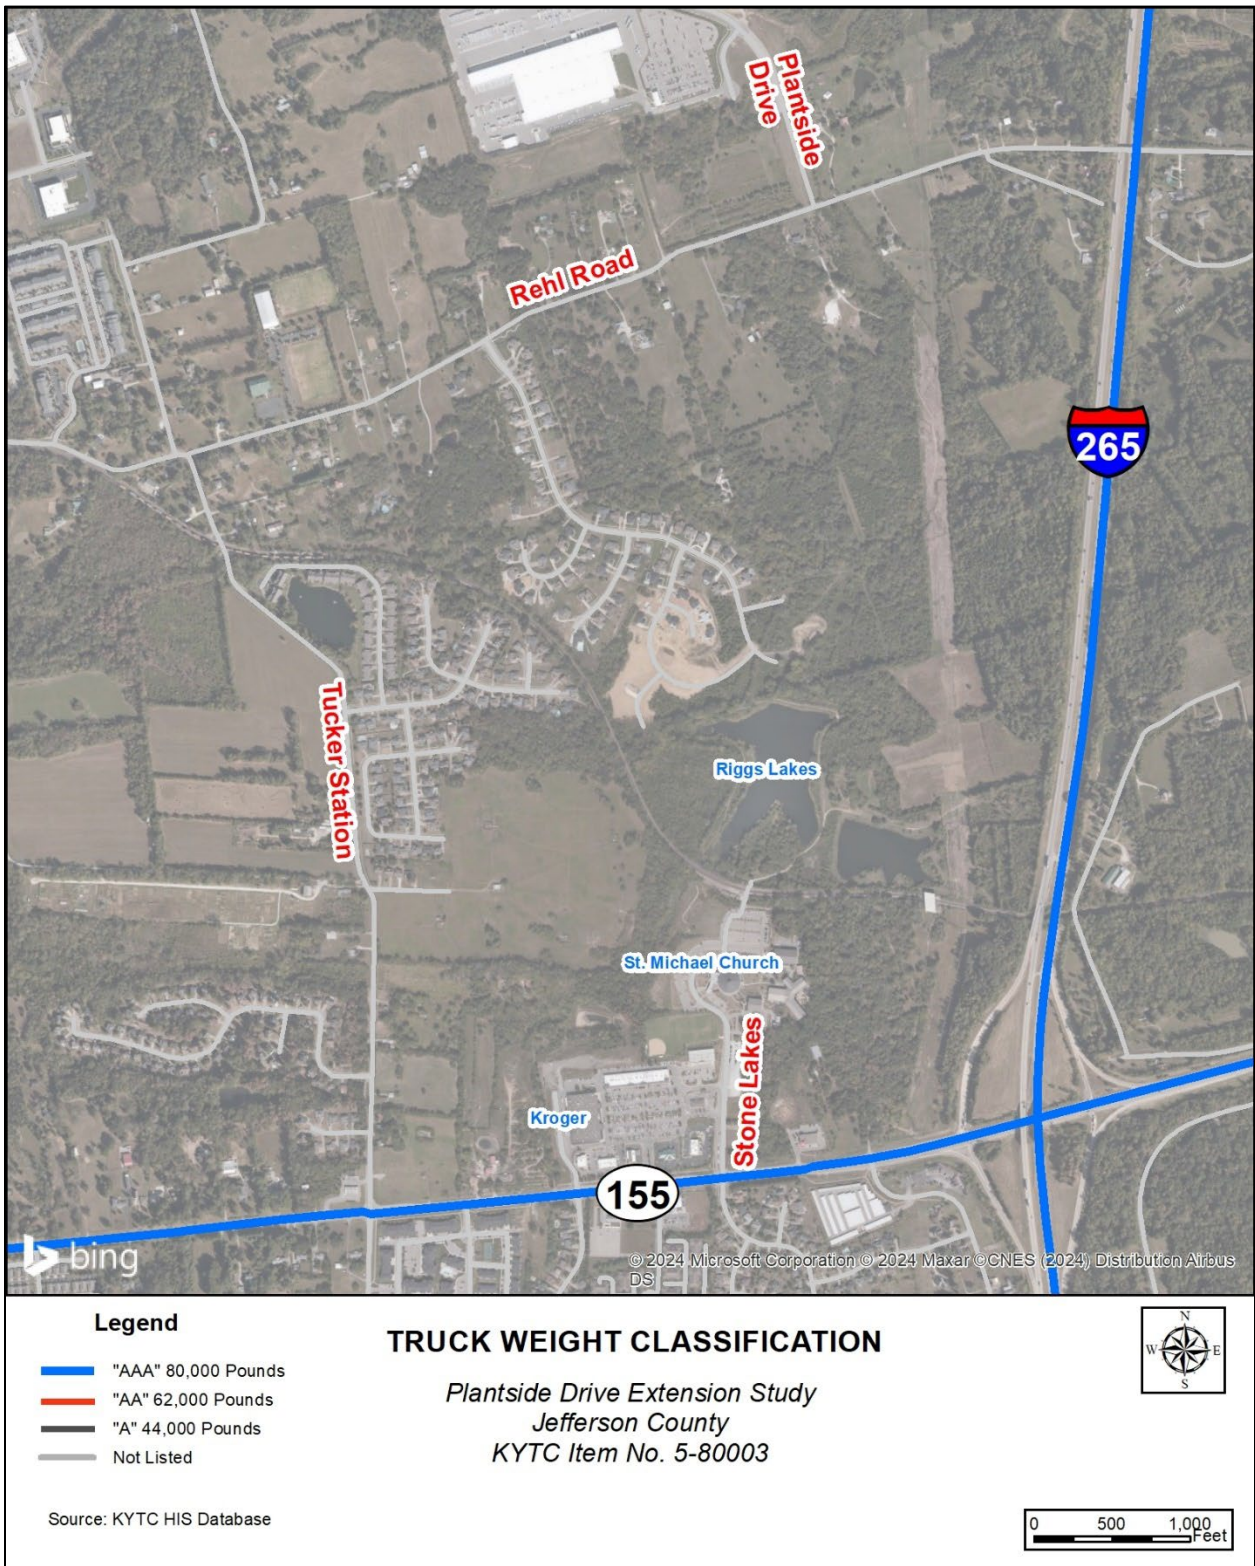 Plantside
Drive
Rehl Road
265
Tucker Station
Riggs Lakes
St. Michael Church
Stone Lakes
Kroger
155
bing
© 2024 Microsoft Corporation © 2024 Maxar ©CNES (2024) Distribution Airbus
DS
Legend
"AAA" 80,000 Pounds
"AA" 62,000 Pounds
"A" 44,000 Pounds
Not Listed
Source: KYTC HIS Database
TRUCK WEIGHT CLASSIFICATION
Plantside Drive Extension Study
Jefferson County
KYTC Item No. 5-80003
N
W E
S
0 500 1,000
Feet